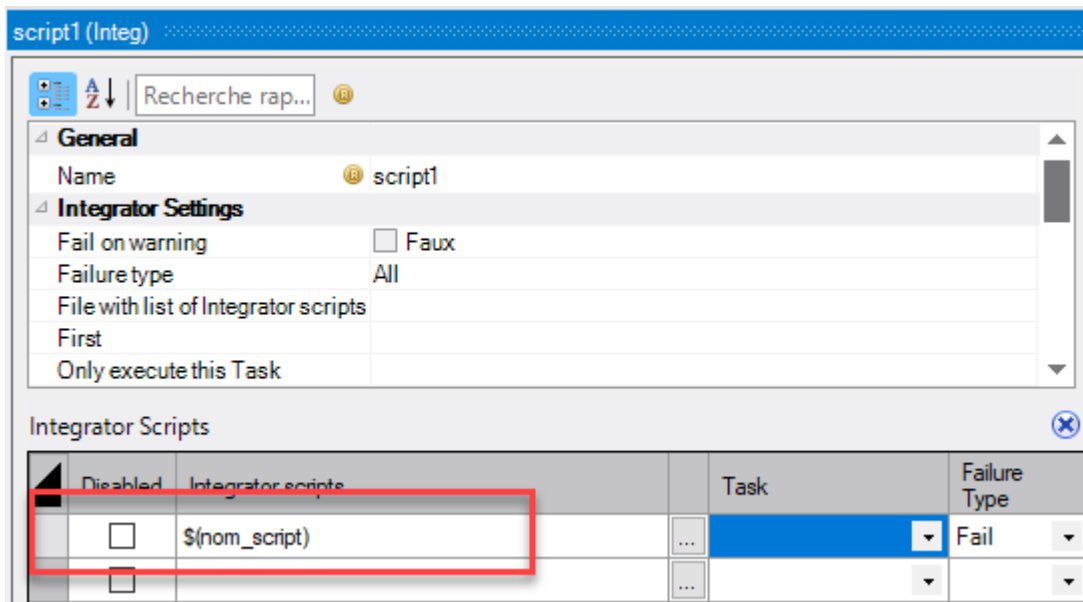 script1 (Integ)
Recherche rap...
General
Name script1
Integrator Settings
Fail on warning Faux
Failure type All
File with list of Integrator scripts
First
Only execute this Task
Integrator Scripts
Disabled Integrator scripts Task Failure Type
$(nom_script) ... Fail
...